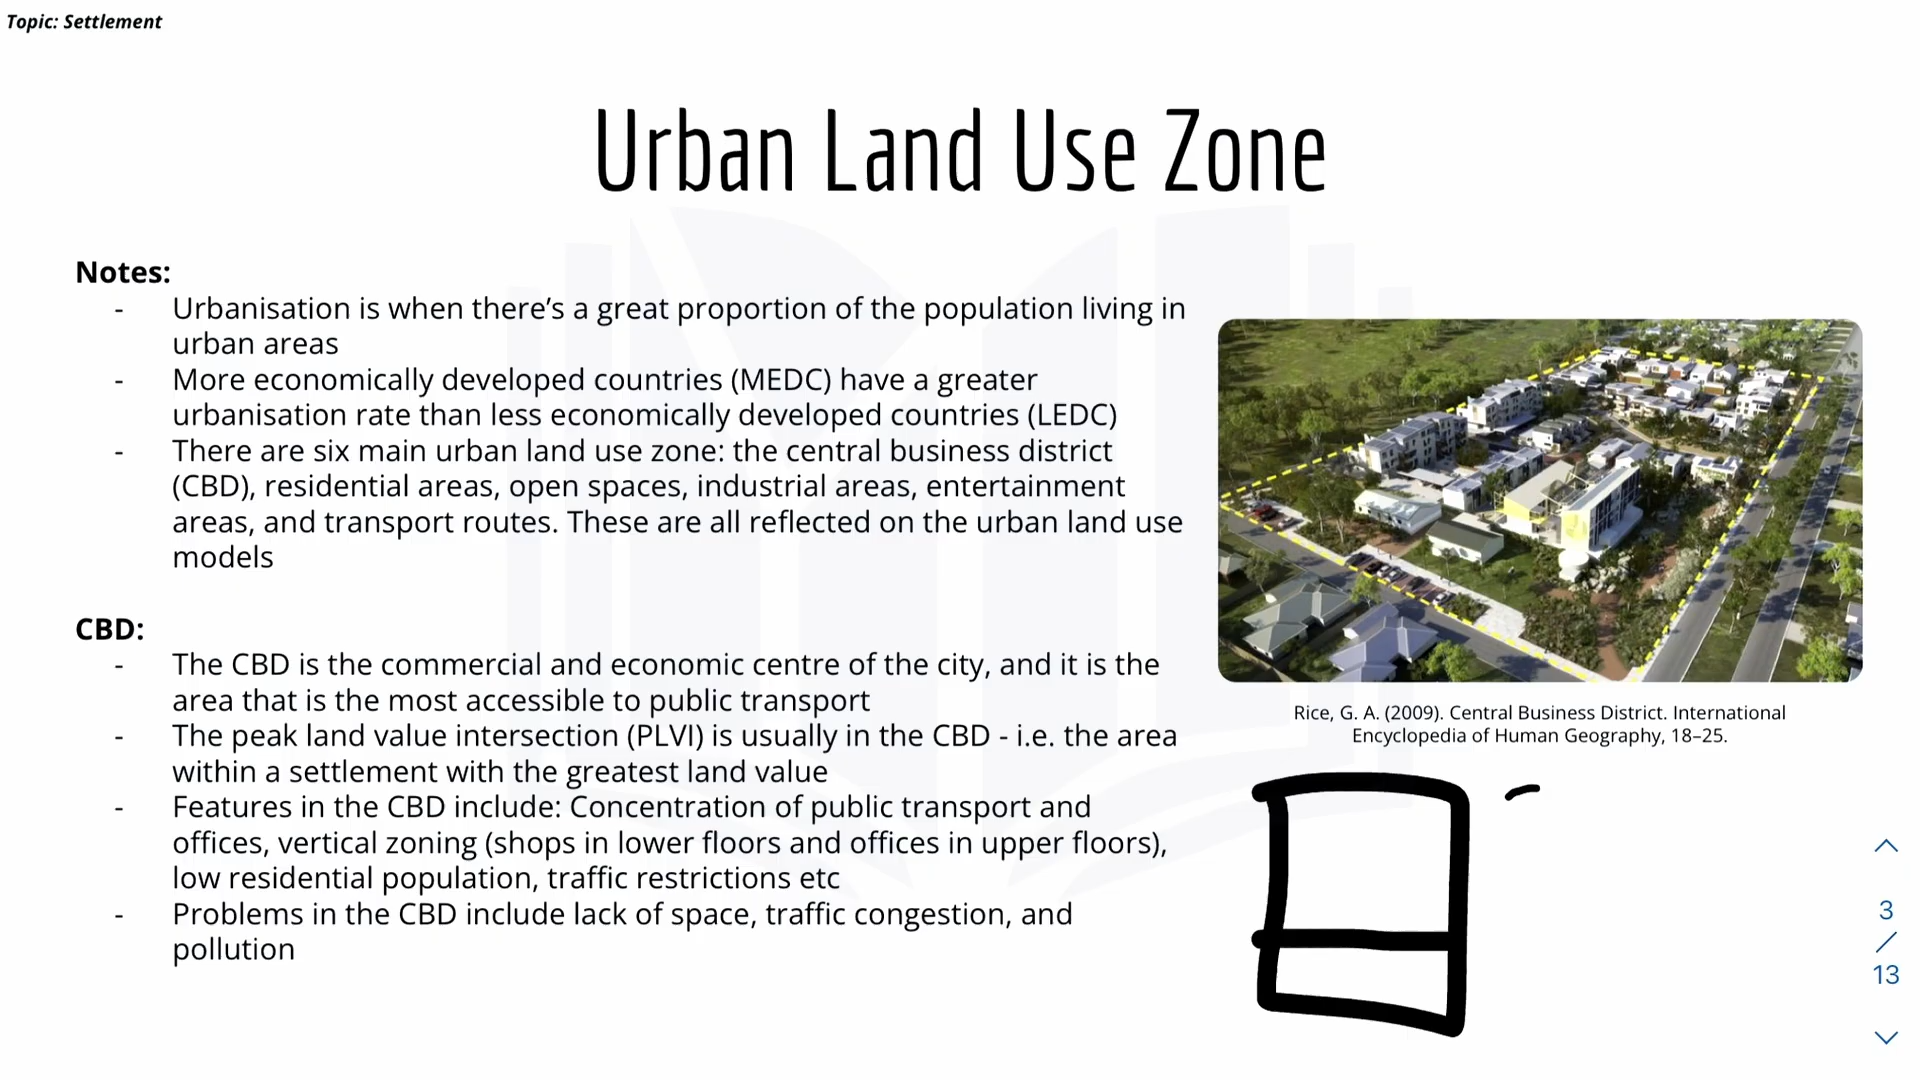 Topic: Settlement
Urban Land Use Zone
Notes:
- Urbanisation is when there’s a great proportion of the population living in
urban areas
- More economically developed countries (MEDC) have a greater
urbanisation rate than less economically developed countries (LEDC)
- There are six main urban land use zone: the central business district
(CBD), residential areas, open spaces, industrial areas, entertainment
areas, and transport routes. These are all reflected on the urban land use
models
CBD:
- The CBD is the commercial and economic centre of the city, and it is the
area that is the most accessible to public transport
- The peak land value intersection (PLVI) is usually in the CBD - i.e. the area
within a settlement with the greatest land value
- Features in the CBD include: Concentration of public transport and
offices, vertical zoning (shops in lower floors and offices in upper floors),
low residential population, traffic restrictions etc
- Problems in the CBD include lack of space, traffic congestion, and
pollution
Rice, G. A. (2009). Central Business District. International
Encyclopedia of Human Geography, 18–25.
3
/
13